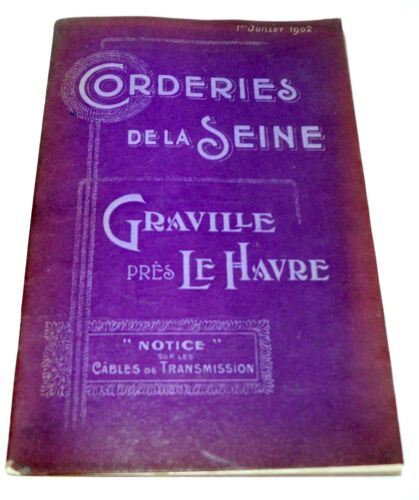 1er JUILLET 1902
CORDERIES
DE LA SEINE
GRAVILLE
PRÈS LE HAVRE
" NOTICE "
SUR LES
CÂBLES DE TRANSMISSION